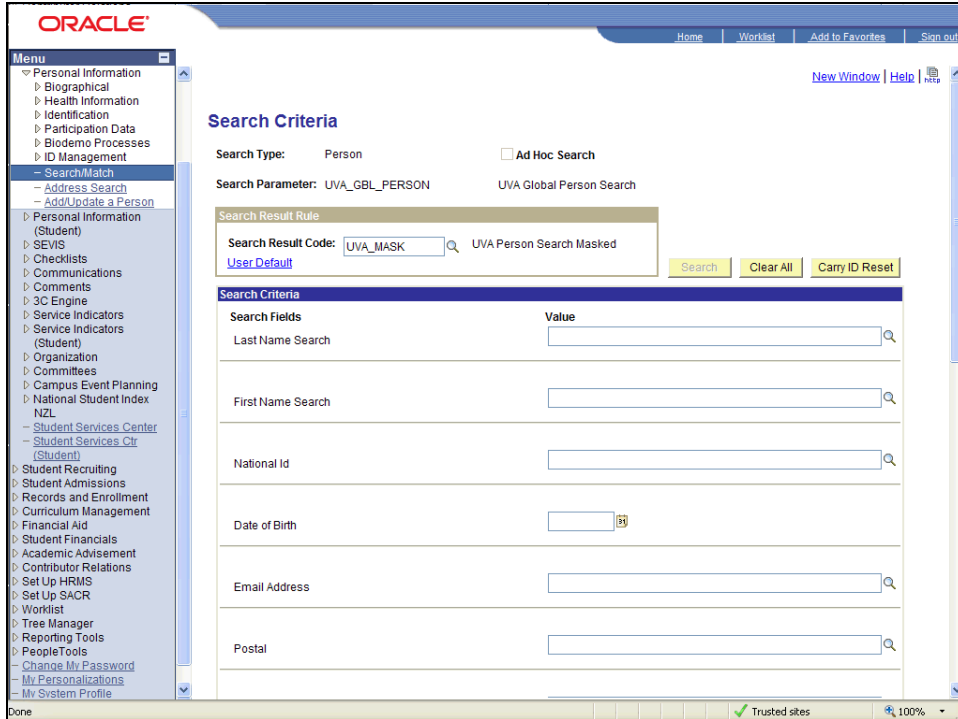 ORACLE
Home
Worklist
Add to Favorites
Sign out
Menu
Personal Information
Biographical
Health Information
Identification
Participation Data
Biodemo Processes
ID Management
– Search/Match
– Address Search
– Add/Update a Person
Personal Information
(Student)
SEVIS
Checklists
Communications
Comments
3C Engine
Service Indicators
Service Indicators
(Student)
Organization
Committees
Campus Event Planning
National Student Index
NZL
– Student Services Center
– Student Services Ctr
(Student)
Student Recruiting
Student Admissions
Records and Enrollment
Curriculum Management
Financial Aid
Student Financials
Academic Advisement
Contributor Relations
Set Up HRMS
Set Up SACR
Worklist
Tree Manager
Reporting Tools
PeopleTools
– Change My Password
– My Personalizations
– My System Profile
New Window | Help |
http
Search Criteria
Search Type: Person Ad Hoc Search
Search Parameter: UVA_GBL_PERSON UVA Global Person Search
Search Result Rule
Search Result Code: UVA_MASK UVA Person Search Masked
User Default
Search Clear All Carry ID Reset
Search Criteria
Search Fields Value
Last Name Search
First Name Search
National Id
Date of Birth
31
Email Address
Postal
Done
Trusted sites
100%